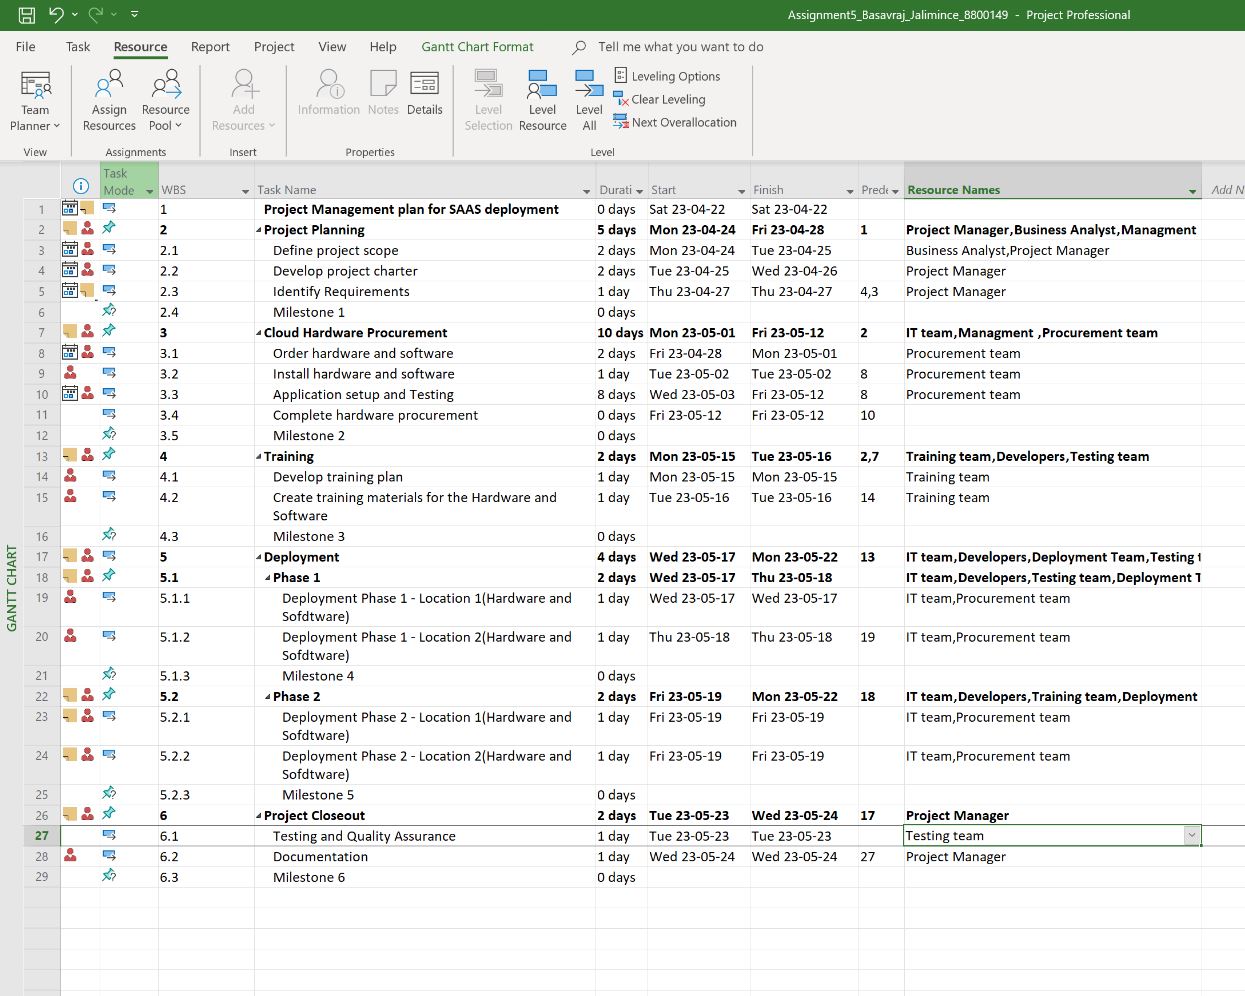 Assignment5_Basavraj_Jalimince_8800149 - Project Professional
File Task Resource Report Project View Help Gantt Chart Format Tell me what you want to do
Team Planner
Assign Resources
Resource Pool
Add Resources
Information
Notes
Details
Level Selection
Level Resource
Level All
Leveling Options
Clear Leveling
Next Overallocation
View Assignments Insert Properties Level
Task Mode WBS Task Name Durati Start Finish Prede Resource Names Add N
1 1 Project Management plan for SAAS deployment 0 days Sat 23-04-22 Sat 23-04-22
2 2 Project Planning 5 days Mon 23-04-24 Fri 23-04-28 1 Project Manager,Business Analyst,Managment
3 2.1 Define project scope 2 days Mon 23-04-24 Tue 23-04-25 Business Analyst,Project Manager
4 2.2 Develop project charter 2 days Tue 23-04-25 Wed 23-04-26 Project Manager
5 2.3 Identify Requirements 1 day Thu 23-04-27 Thu 23-04-27 4,3 Project Manager
6 2.4 Milestone 1 0 days
7 3 Cloud Hardware Procurement 10 days Mon 23-05-01 Fri 23-05-12 2 IT team,Managment ,Procurement team
8 3.1 Order hardware and software 2 days Fri 23-04-28 Mon 23-05-01 Procurement team
9 3.2 Install hardware and software 1 day Tue 23-05-02 Tue 23-05-02 8 Procurement team
10 3.3 Application setup and Testing 8 days Wed 23-05-03 Fri 23-05-12 8 Procurement team
11 3.4 Complete hardware procurement 0 days Fri 23-05-12 Fri 23-05-12 10
12 3.5 Milestone 2 0 days
13 4 Training 2 days Mon 23-05-15 Tue 23-05-16 2,7 Training team,Developers,Testing team
14 4.1 Develop training plan 1 day Mon 23-05-15 Mon 23-05-15 Training team
15 4.2 Create training materials for the Hardware and 1 day Tue 23-05-16 Tue 23-05-16 14 Training team
Software
16 4.3 Milestone 3 0 days
17 5 Deployment 4 days Wed 23-05-17 Mon 23-05-22 13 IT team,Developers,Deployment Team,Testing t
18 5.1 Phase 1 2 days Wed 23-05-17 Thu 23-05-18 IT team,Developers,Testing team,Deployment T
19 5.1.1 Deployment Phase 1 - Location 1(Hardware and 1 day Wed 23-05-17 Wed 23-05-17 IT team,Procurement team
Sofdtware)
20 5.1.2 Deployment Phase 1 - Location 2(Hardware and 1 day Thu 23-05-18 Thu 23-05-18 19 IT team,Procurement team
Sofdtware)
21 5.1.3 Milestone 4 0 days
22 5.2 Phase 2 2 days Fri 23-05-19 Mon 23-05-22 18 IT team,Developers,Training team,Deployment
23 5.2.1 Deployment Phase 2 - Location 1(Hardware and 1 day Fri 23-05-19 Fri 23-05-19 IT team,Procurement team
Sofdtware)
24 5.2.2 Deployment Phase 2 - Location 2(Hardware and 1 day Fri 23-05-19 Fri 23-05-19 IT team,Procurement team
Sofdtware)
25 5.2.3 Milestone 5 0 days
26 6 Project Closeout 2 days Tue 23-05-23 Wed 23-05-24 17 Project Manager
27 6.1 Testing and Quality Assurance 1 day Tue 23-05-23 Tue 23-05-23 Testing team
28 6.2 Documentation 1 day Wed 23-05-24 Wed 23-05-24 27 Project Manager
29 6.3 Milestone 6 0 days
GANTT CHART